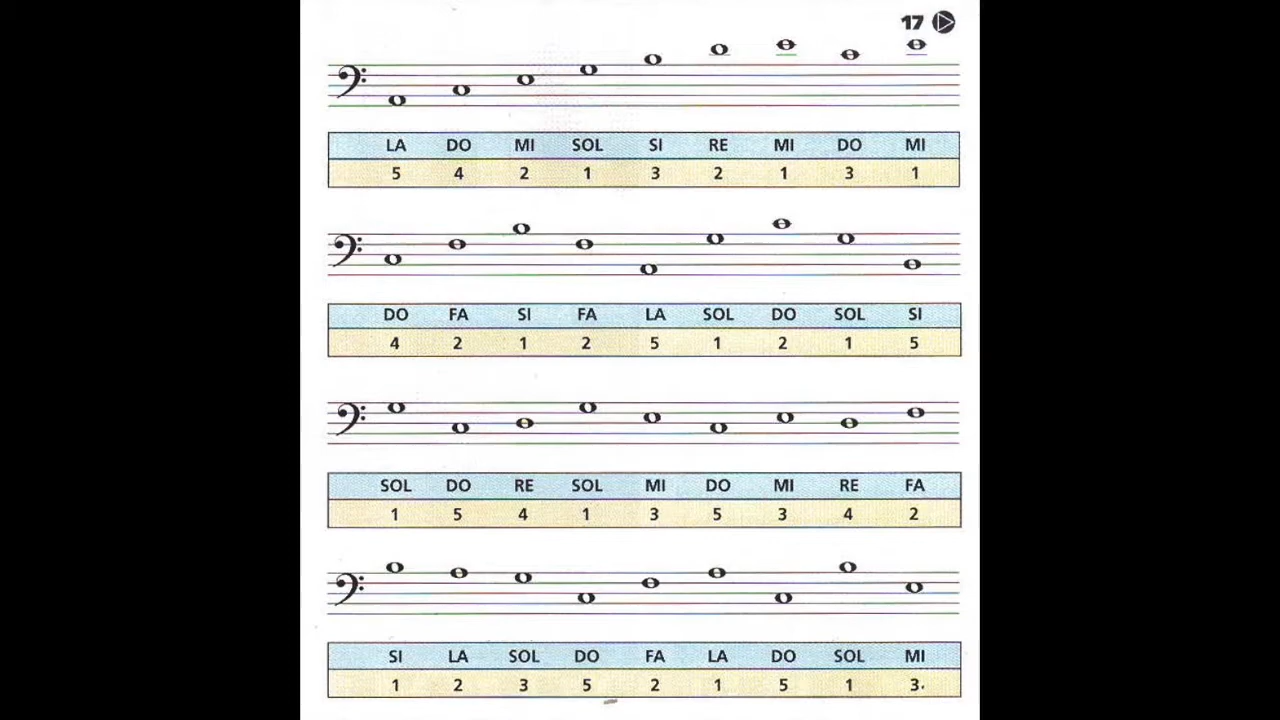 17
LA DO MI SOL SI RE MI DO MI
5 4 2 1 3 2 1 3 1
DO FA SI FA LA SOL DO SOL SI
4 2 1 2 5 1 2 1 5
SOL DO RE SOL MI DO MI RE FA
1 5 4 1 3 5 3 4 2
SI LA SOL DO FA LA DO SOL MI
1 2 3 5 2 1 5 1 3.